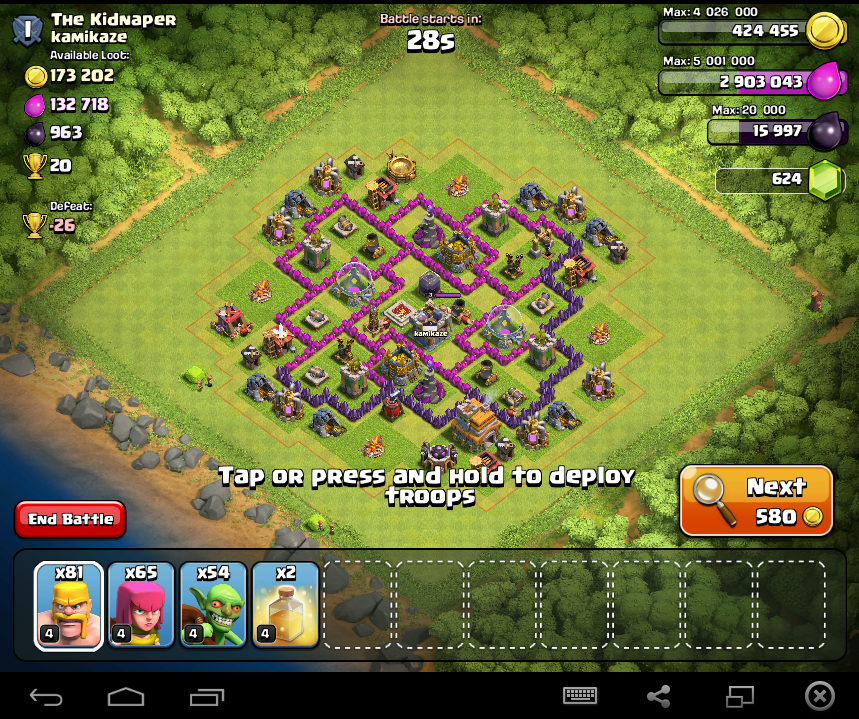 The Kidnaper
kamikaze
Available Loot:
173 202
132 718
963
20
Defeat:
-26
Battle starts in:
28s
Max: 4 026 000
424 455
Max: 5 001 000
2 903 043
Max: 20 000
15 997
624
kamikaze
Tap or press and hold to deploy
troops
End Battle
Next
580
x81
x65
x54
x2
4
4
4
4